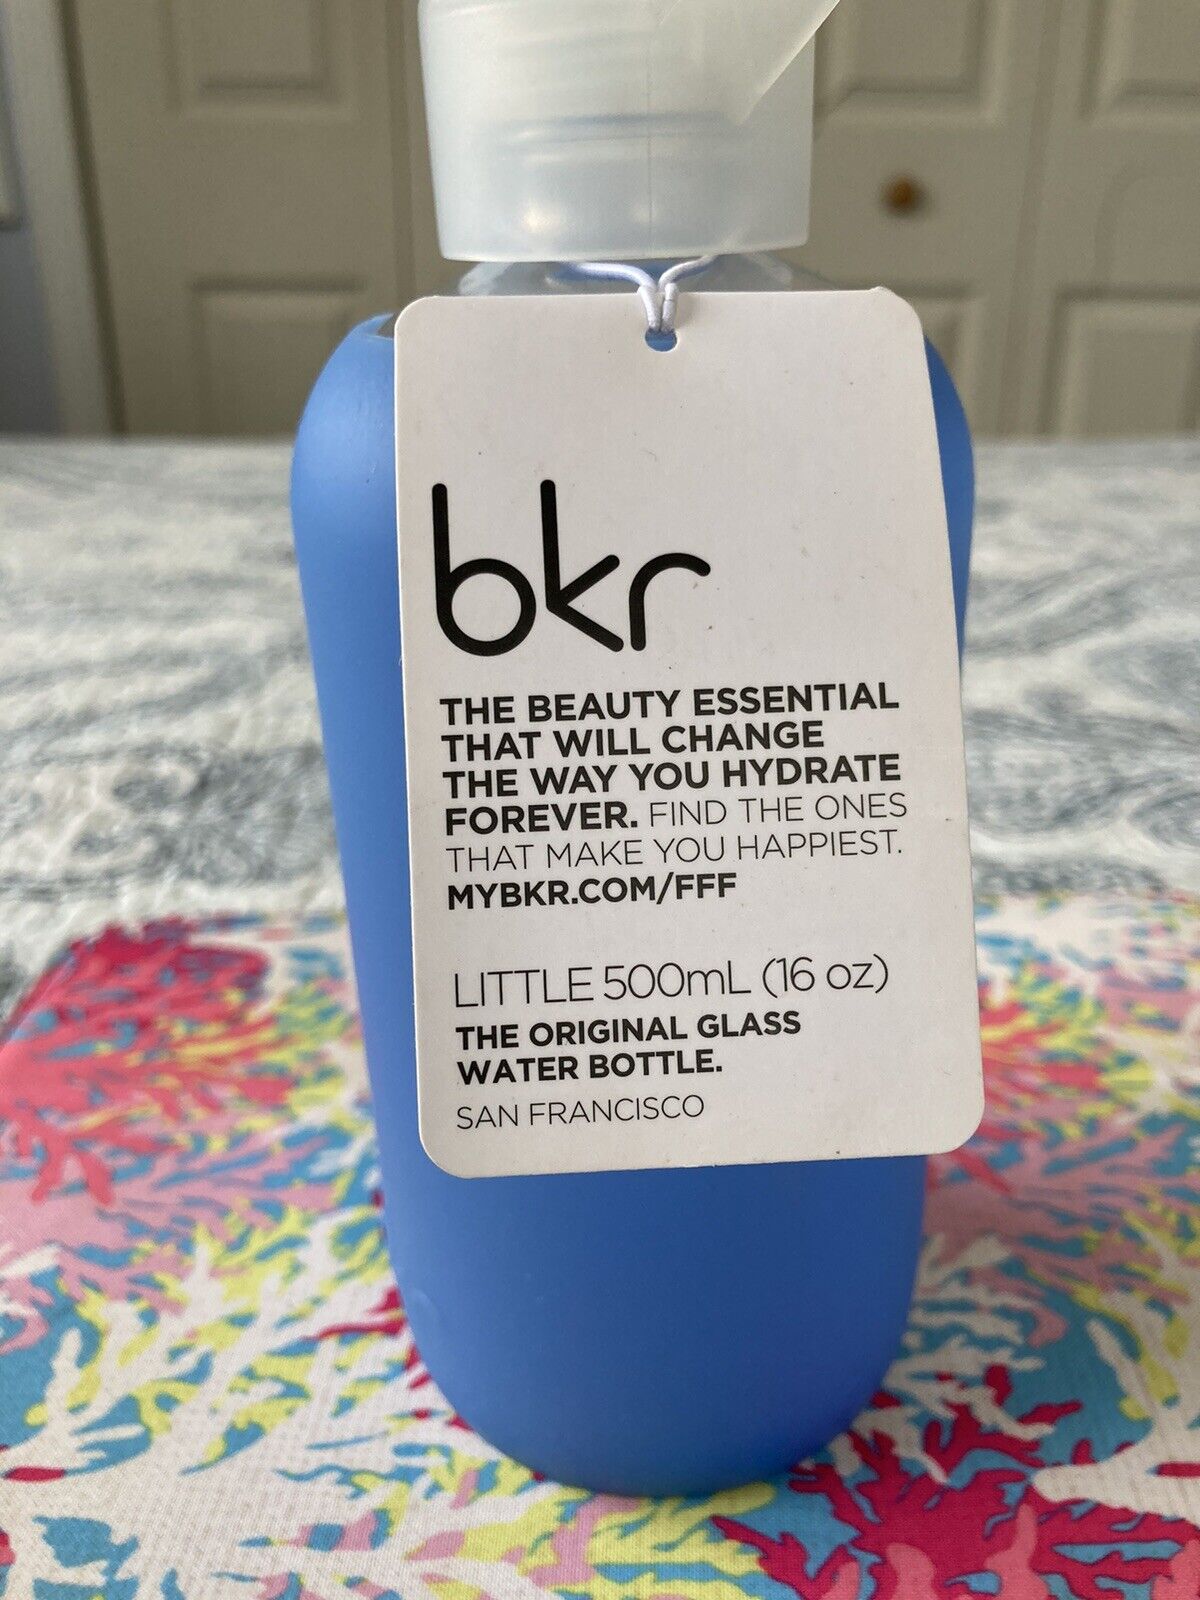 bkr
THE BEAUTY ESSENTIAL
THAT WILL CHANGE
THE WAY YOU HYDRATE
FOREVER. FIND THE ONES
THAT MAKE YOU HAPPIEST.
MYBKR.COM/FFF
LITTLE 500mL (16 oz)
THE ORIGINAL GLASS
WATER BOTTLE.
SAN FRANCISCO